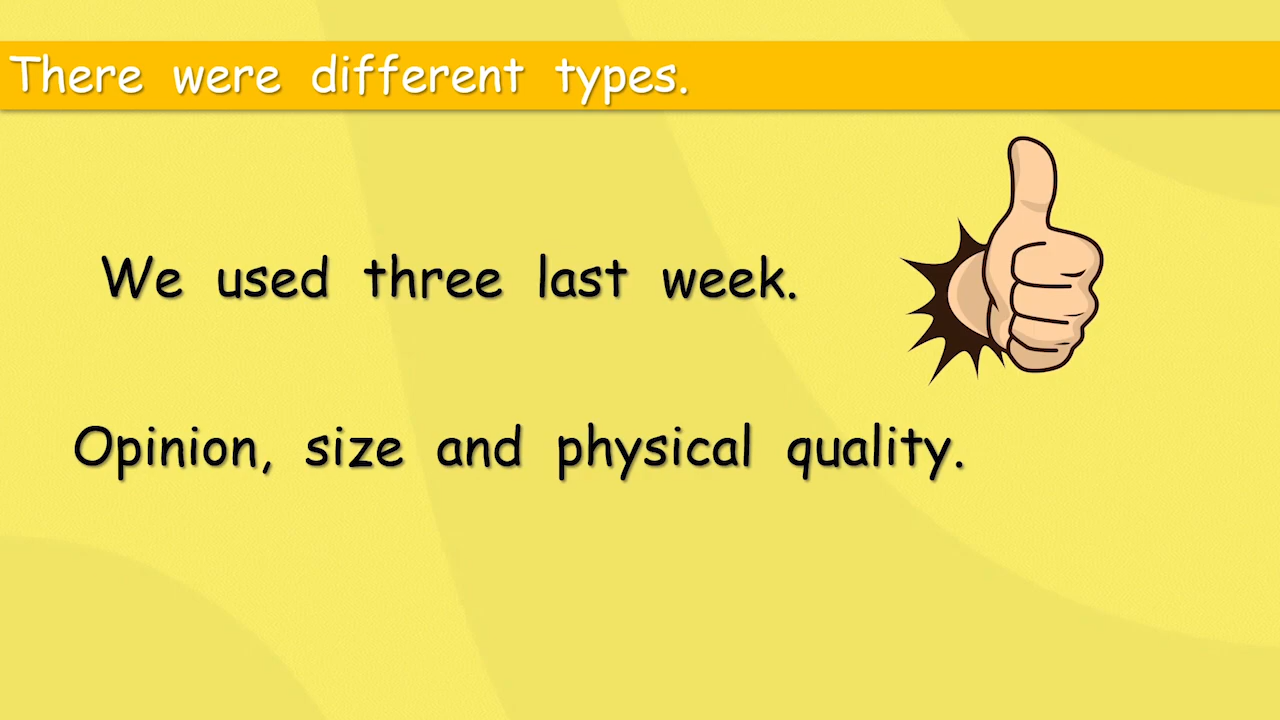 There were different types.
We used three last week.
Opinion, size and physical quality.